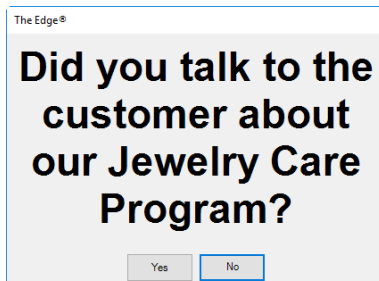 The Edge®
Did you talk to the
customer about
our Jewelry Care
Program?
Yes No